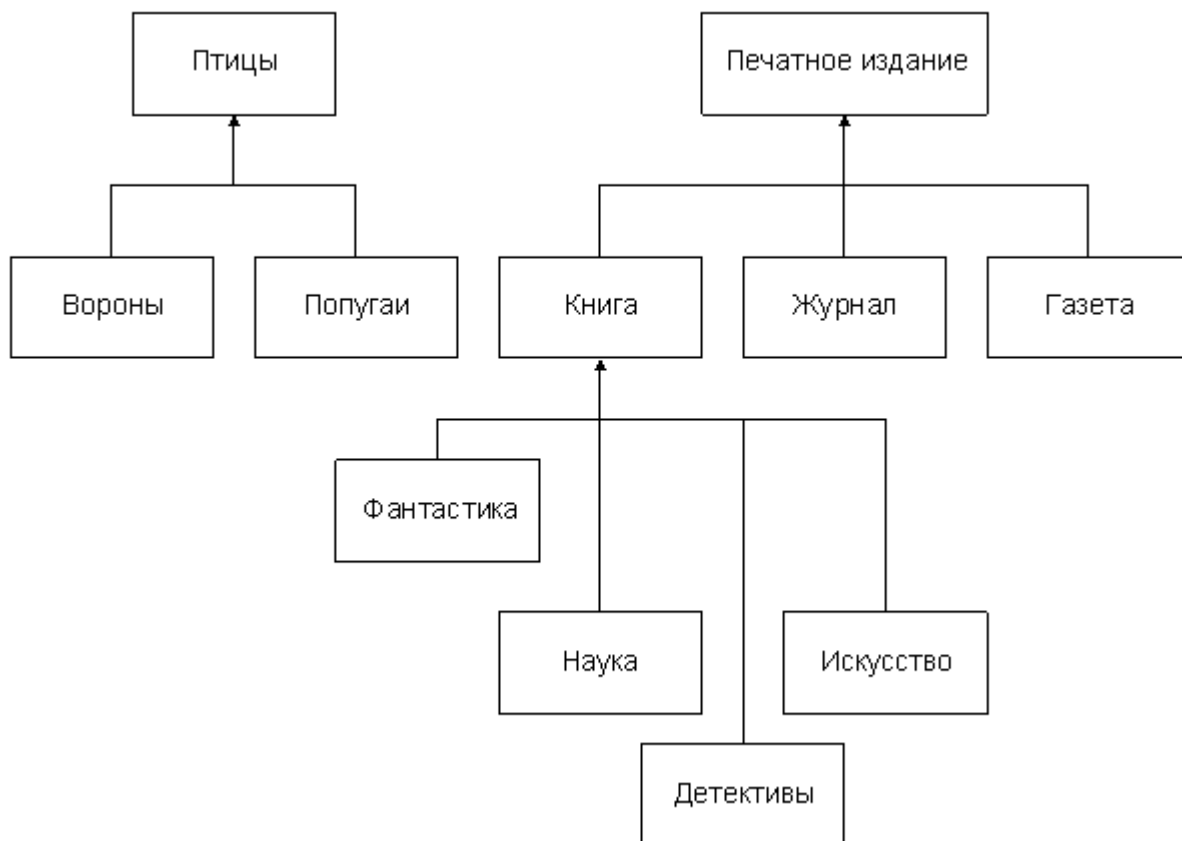 Птицы
Печатное издание
Вороны
Попугаи
Книга
Журнал
Газета
Фантастика
Наука
Искусство
Детективы